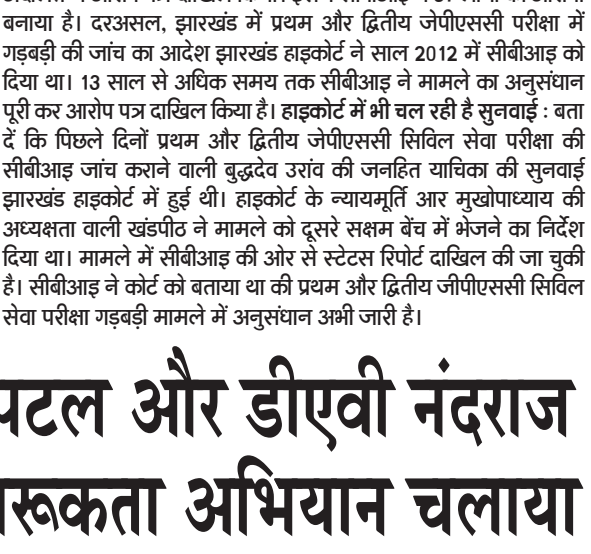 बनाया है। दरअसल, झारखंड में प्रथम और द्वितीय जेपीएससी परीक्षा में
गड़बड़ी की जांच का आदेश झारखंड हाइकोर्ट ने साल 2012 में सीबीआइ को
दिया था। 13 साल से अधिक समय तक सीबीआइ ने मामले का अनुसंधान
पूरी कर आरोप पत्र दाखिल किया है। हाइकोर्ट में भी चल रही है सुनवाई : बता
दें कि पिछले दिनों प्रथम और द्वितीय जेपीएससी सिविल सेवा परीक्षा की
सीबीआइ जांच कराने वाली बुद्धदेव उरांव की जनहित याचिका की सुनवाई
झारखंड हाइकोर्ट में हुई थी। हाइकोर्ट के न्यायमूर्ति आर मुखोपाध्याय की
अध्यक्षता वाली खंडपीठ ने मामले को दूसरे सक्षम बेंच में भेजने का निर्देश
दिया था। मामले में सीबीआइ की ओर से स्टेटस रिपोर्ट दाखिल की जा चुकी
है। सीबीआइ ने कोर्ट को बताया था की प्रथम और द्वितीय जीपीएससी सिविल
सेवा परीक्षा गड़बड़ी मामले में अनुसंधान अभी जारी है।
पटल और डीएवी नंदराज
रूकता अभियान चलाया